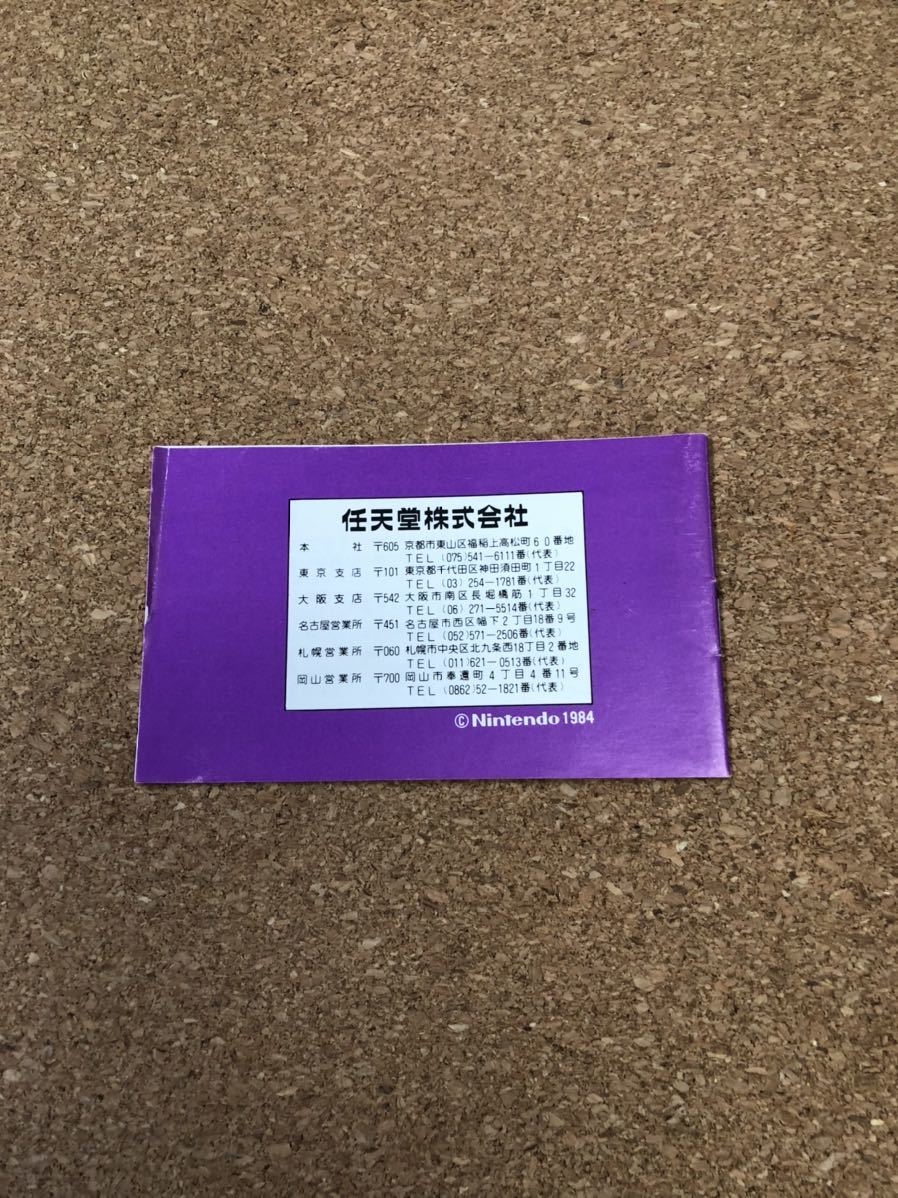 任天堂株式会社
本 社 〒605 京都市東山区福稲上高松町60番地
TEL (075)541-6111番(代表)
東京支店 〒101 東京都千代田区神田須田町1丁目22
TEL (03) 254-1781番(代表)
大阪支店 〒542 大阪市南区長堀橋筋1丁目32
TEL (06) 271-5514番(代表)
名古屋営業所 〒451 名古屋市西区幅下2丁目18番9号
TEL (052)571-2506番(代表)
札幌営業所 〒060 札幌市中央区北九条西18丁目2番地
TEL (011)621-0513番(代表)
岡山営業所 〒700 岡山市奉還町4丁目4番11号
TEL (0862)52-1821番(代表)
©Nintendo 1984